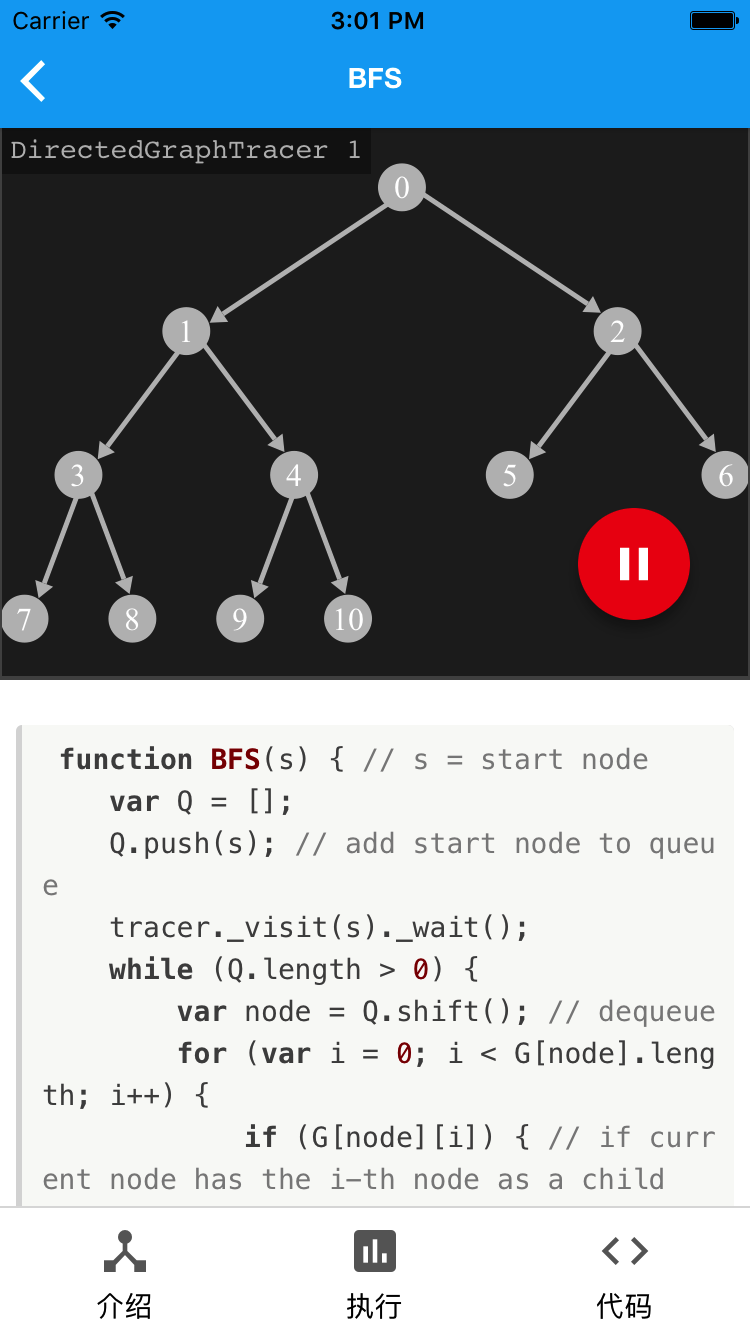 Carrier 3:01 PM
BFS
DirectedGraphTracer 1
0
1 2
3 4 5 6
7 8 9 10
function BFS(s) { // s = start node
var Q = [];
Q.push(s); // add start node to queu
e
tracer._visit(s)._wait();
while (Q.length > 0) {
var node = Q.shift(); // dequeue
for (var i = 0; i < G[node].leng
th; i++) {
if (G[node][i]) { // if curr
ent node has the i-th node as a child
介绍 执行 代码